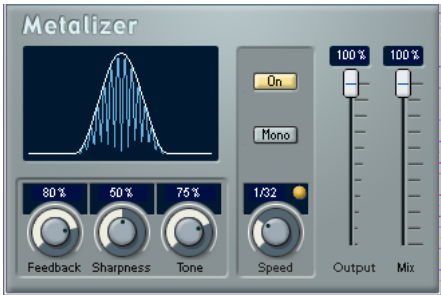 Metalizer
100 % 100 %
On
Mono
80 % 50 % 75 % 1/32
Feedback Sharpness Tone Speed Output Mix